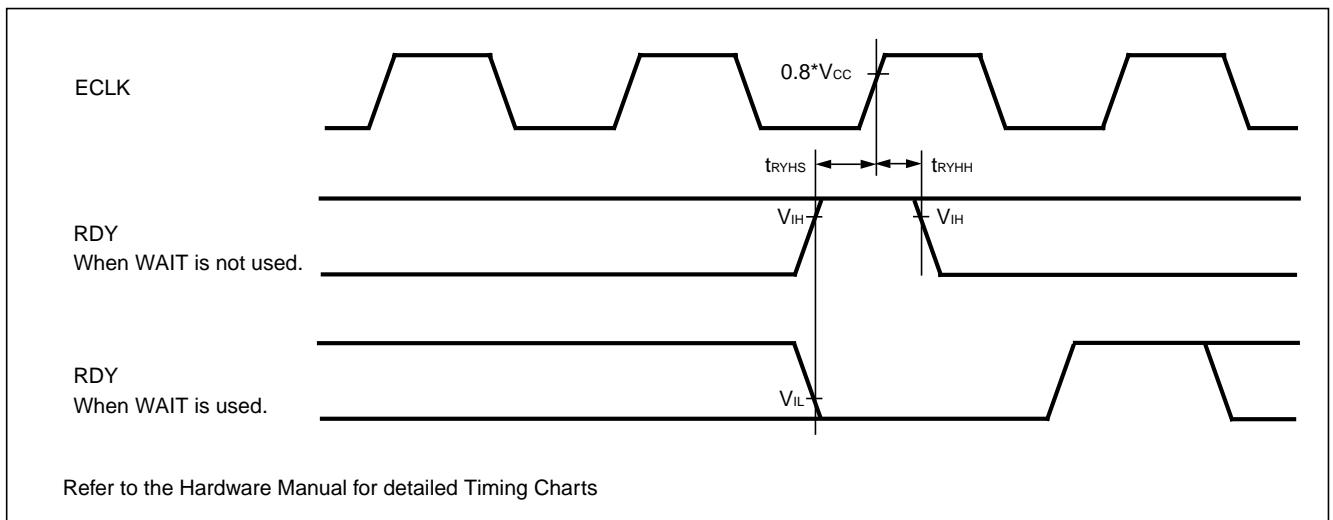 ECLK
0.8*VCC
tRYHS
tRYHH
VIH
VIH
RDY
When WAIT is not used.
RDY
When WAIT is used.
VIL
Refer to the Hardware Manual for detailed Timing Charts